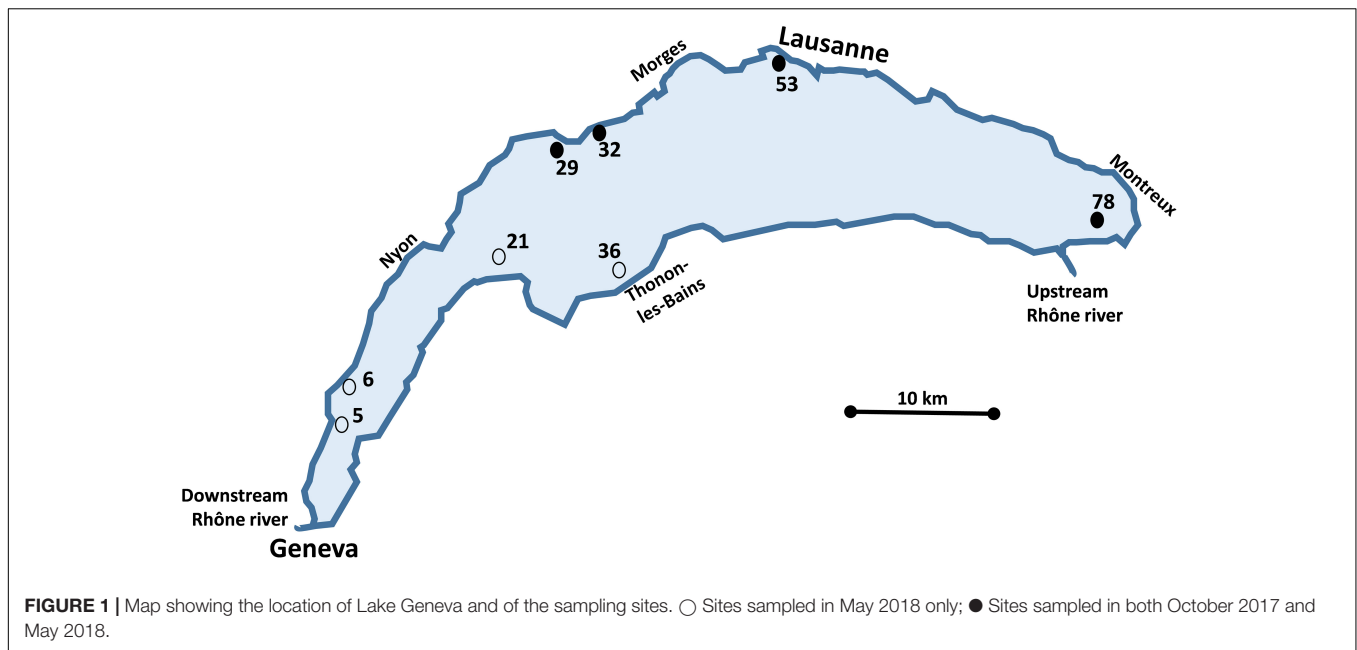 Lausanne
Morges
53
32
29
Montreux
78
21
36
Nyon
Thonon-
les-Bains
Upstream
Rhône river
6
10 km
5
Downstream
Rhône river
Geneva
FIGURE 1 | Map showing the location of Lake Geneva and of the sampling sites. ○ Sites sampled in May 2018 only; ● Sites sampled in both October 2017 and
May 2018.